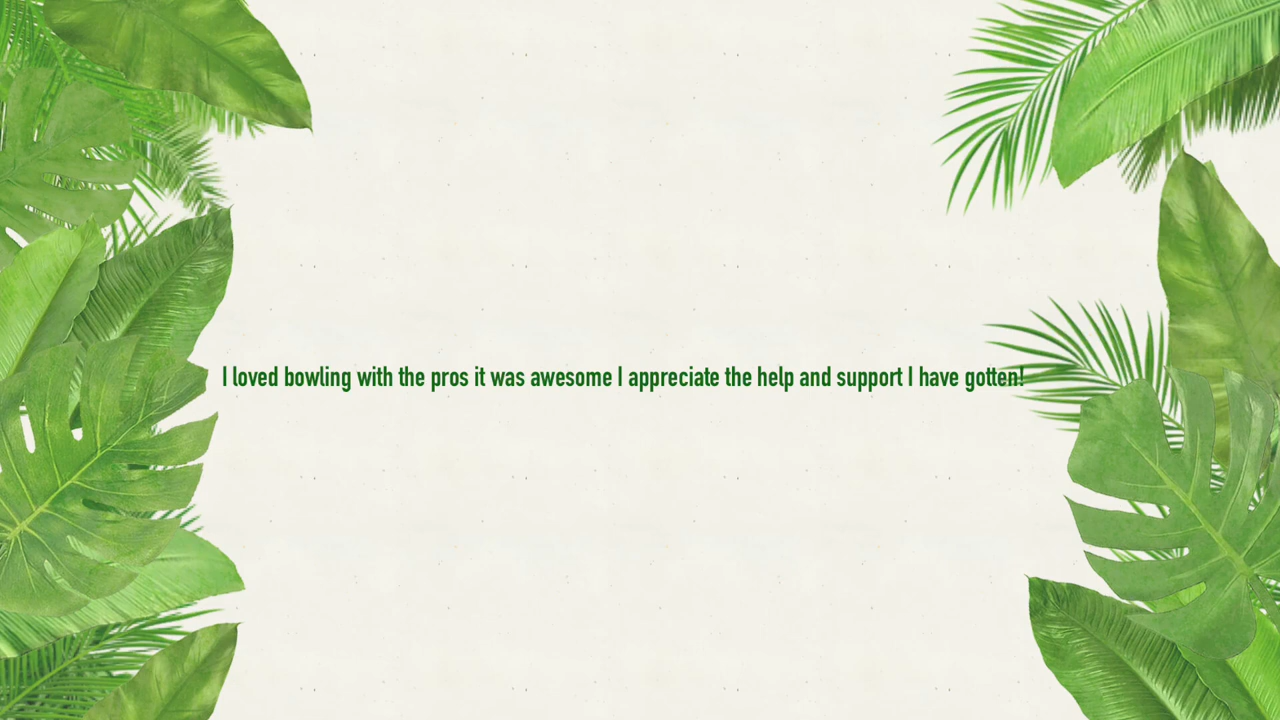 I loved bowling with the pros it was awesome I appreciate the help and support I have gotten!